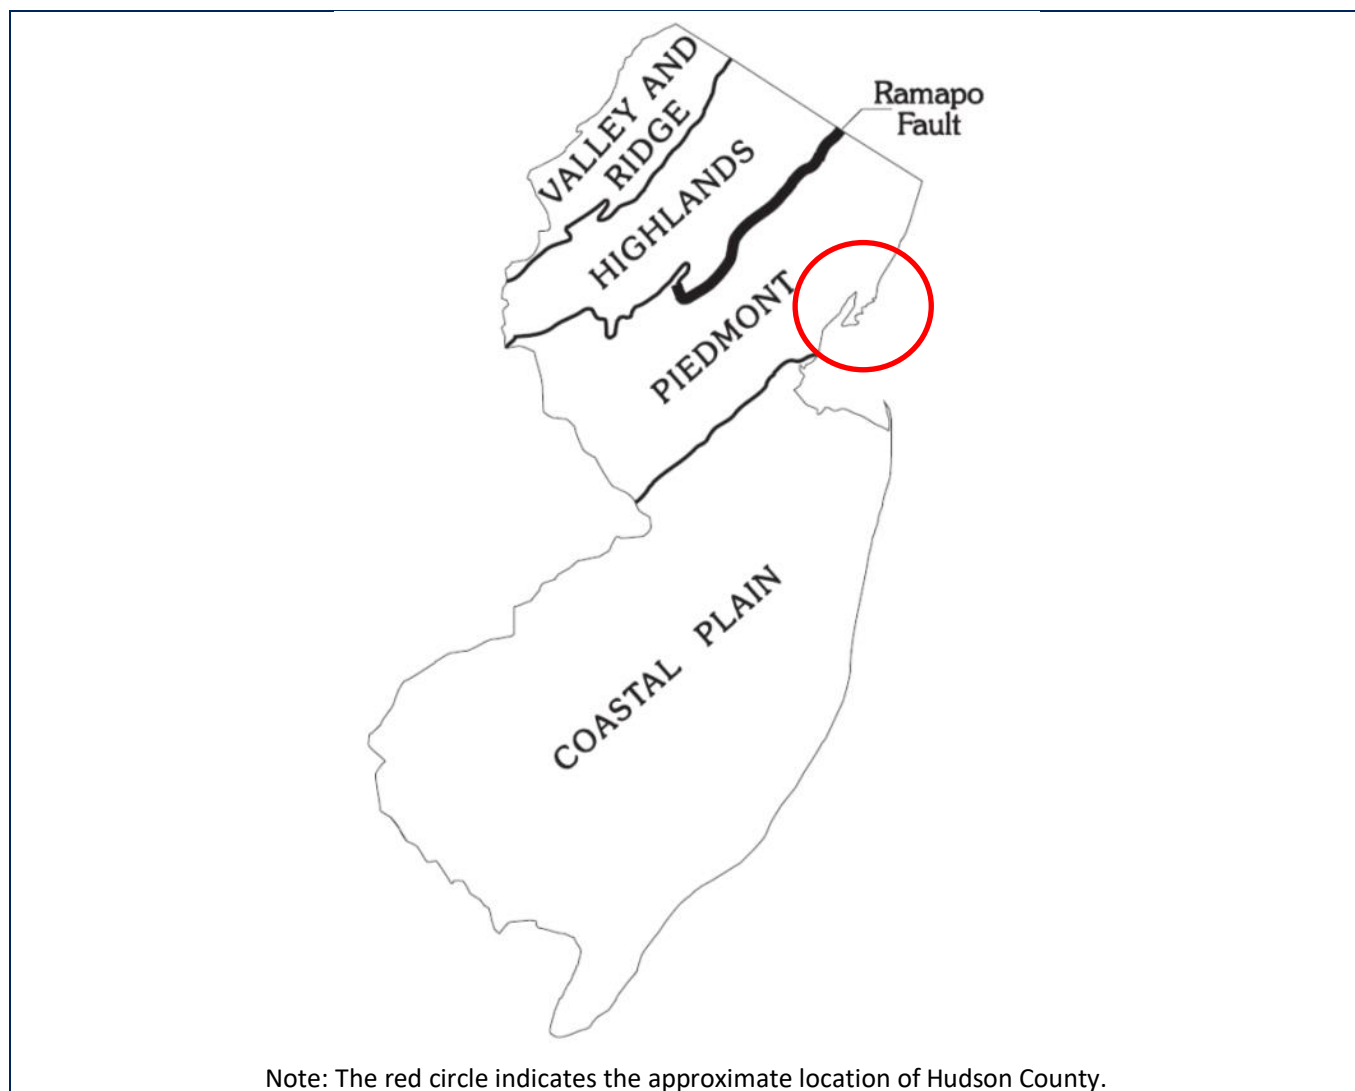 VALLEY AND
RIDGE
Ramapo
Fault
HIGHLANDS
PIEDMONT
COASTAL PLAIN
Note: The red circle indicates the approximate location of Hudson County.